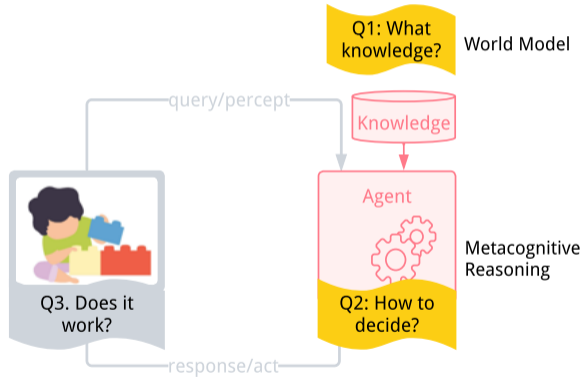 Q1: What
knowledge?
World Model
query/percept
Knowledge
Agent
Metacognitive
Reasoning
Q3. Does it
work?
Q2: How to
decide?
response/act